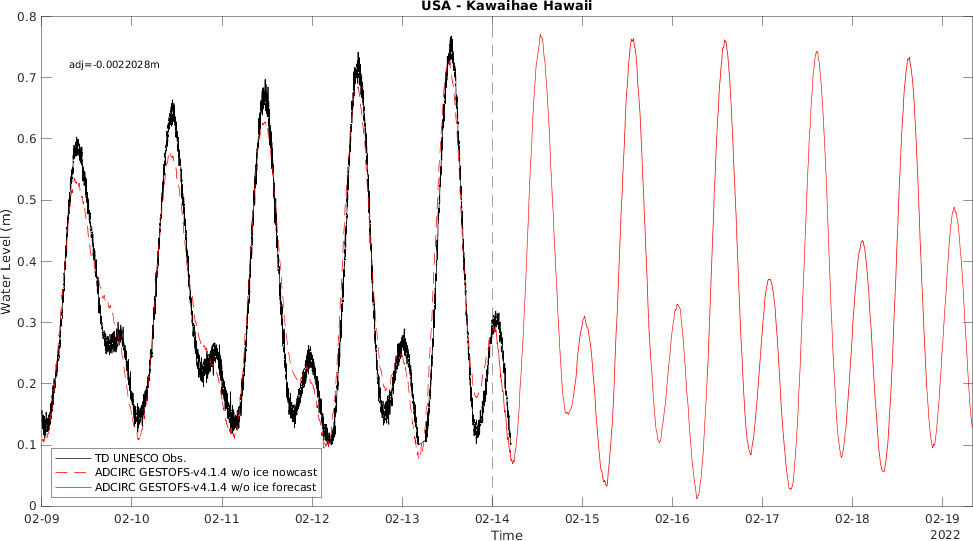 USA - Kawaihae Hawaii
0.8
0.7
0.6
0.5
0.4
0.3
0.2
0.1
0
Water Level (m)
adj=-0.0022028m
TD UNESCO Obs.
ADCIRC GESTOFS-v4.1.4 w/o ice nowcast
ADCIRC GESTOFS-v4.1.4 w/o ice forecast
02-09 02-10 02-11 02-12 02-13 02-14 02-15 02-16 02-17 02-18 02-19
Time 2022